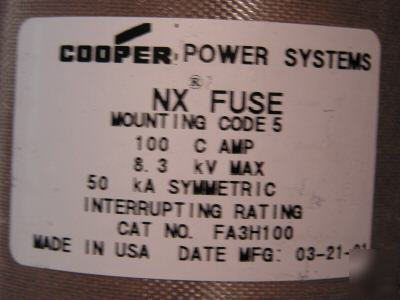 COOPER POWER SYSTEMS
®
NX FUSE
MOUNTING CODE 5
100 C AMP
8.3 kV MAX
50 kA SYMMETRIC
INTERRUPTING RATING
CAT NO. FA3H100
MADE IN USA DATE MFG: 03-21-